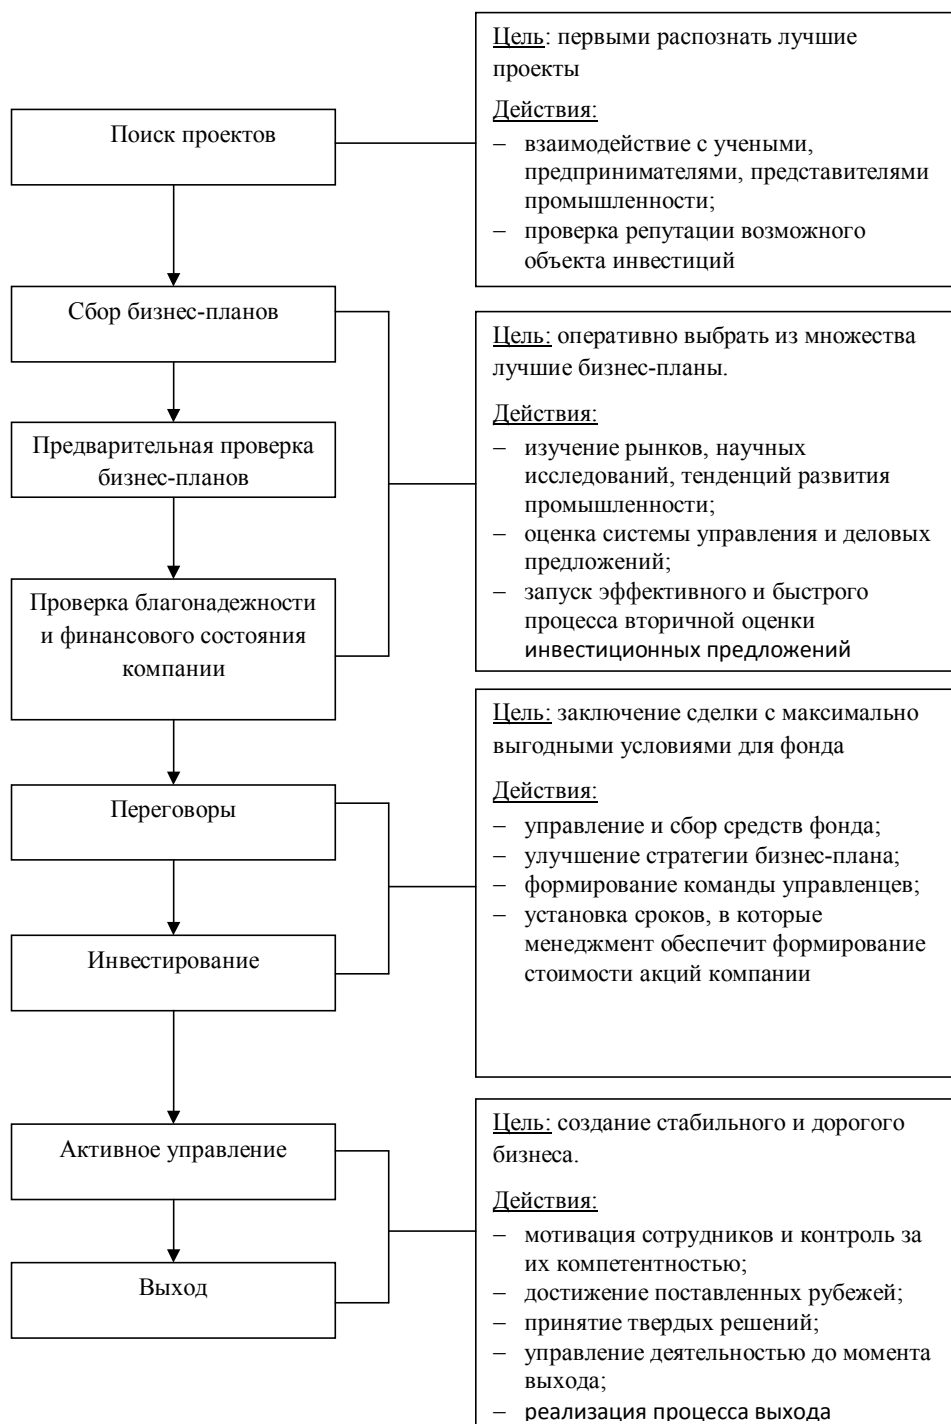 Поиск проектов
Цель: первыми распознать лучшие
проекты
Действия:
– взаимодействие с учеными,
предпринимателями, представителями
промышленности;
– проверка репутации возможного
объекта инвестиций
Сбор бизнес-планов
Предварительная проверка
бизнес-планов
Проверка благонадежности
и финансового состояния
компании
Цель: оперативно выбрать из множества
лучшие бизнес-планы.
Действия:
– изучение рынков, научных
исследований, тенденций развития
промышленности;
– оценка системы управления и деловых
предложений;
– запуск эффективного и быстрого
процесса вторичной оценки
инвестиционных предложений
Переговоры
Инвестирование
Цель: заключение сделки с максимально
выгодными условиями для фонда
Действия:
– управление и сбор средств фонда;
– улучшение стратегии бизнес-плана;
– формирование команды управленцев;
– установка сроков, в которые
менеджмент обеспечит формирование
стоимости акций компании
Активное управление
Выход
Цель: создание стабильного и дорогого
бизнеса.
Действия:
– мотивация сотрудников и контроль за
их компетентностью;
– достижение поставленных рубежей;
– принятие твердых решений;
– управление деятельностью до момента
выхода;
– реализация процесса выхода